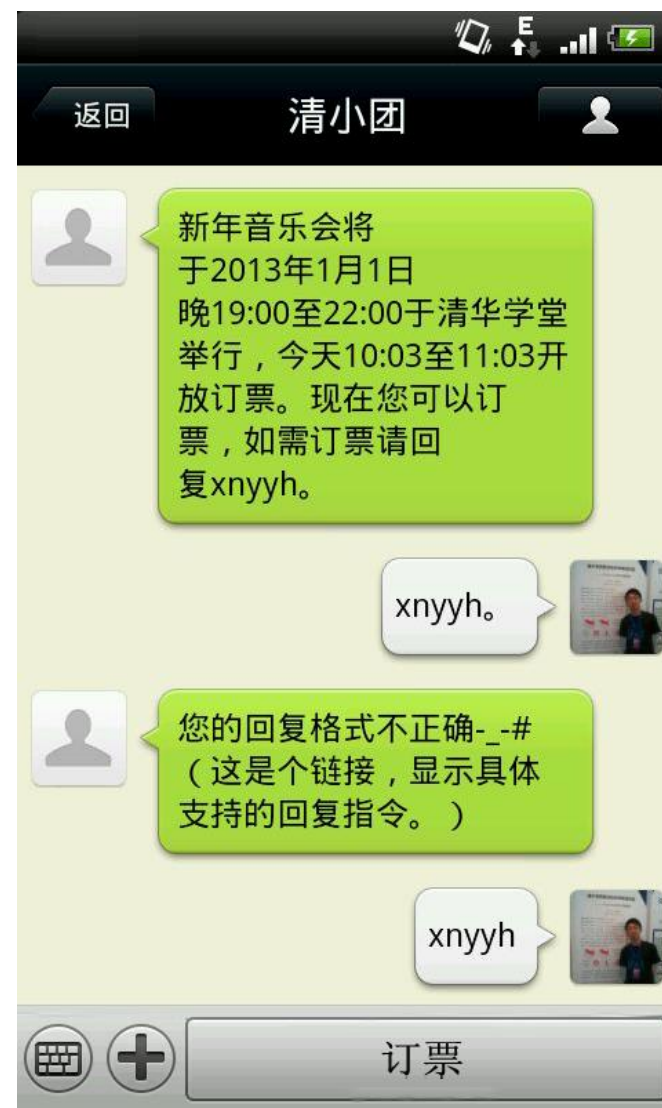 E
返回
清小团
新年音乐会将
于2013年1月1日
晚19:00至22:00于清华学堂
举行，今天10:03至11:03开
放订票。现在您可以订
票，如需订票请回
复xnyyh。
xnyyh。
您的回复格式不正确-_-#
（这是个链接，显示具体
支持的回复指令。）
xnyyh
订票